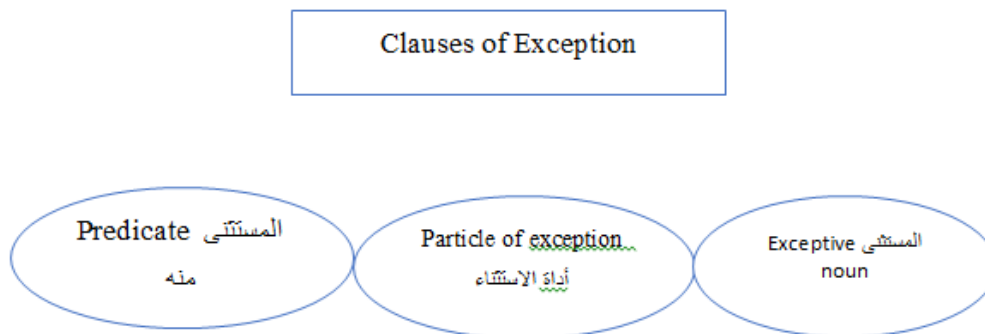 Clauses of Exception
Predicate المستثنى
منه
Particle of exception
أداة الاستثناء
Exceptive المستثنى
noun